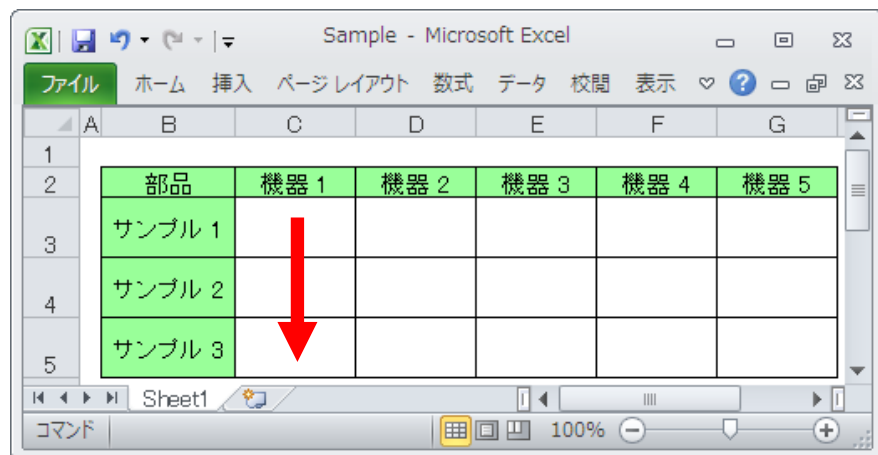 Sample - Microsoft Excel
ファイル ホーム 挿入 ページ レイアウト 数式 データ 校閲 表示
A B C D E F G
1
2 部品 機器 1 機器 2 機器 3 機器 4 機器 5
3 サンプル 1
4 サンプル 2
5 サンプル 3
Sheet1
コマンド 100%